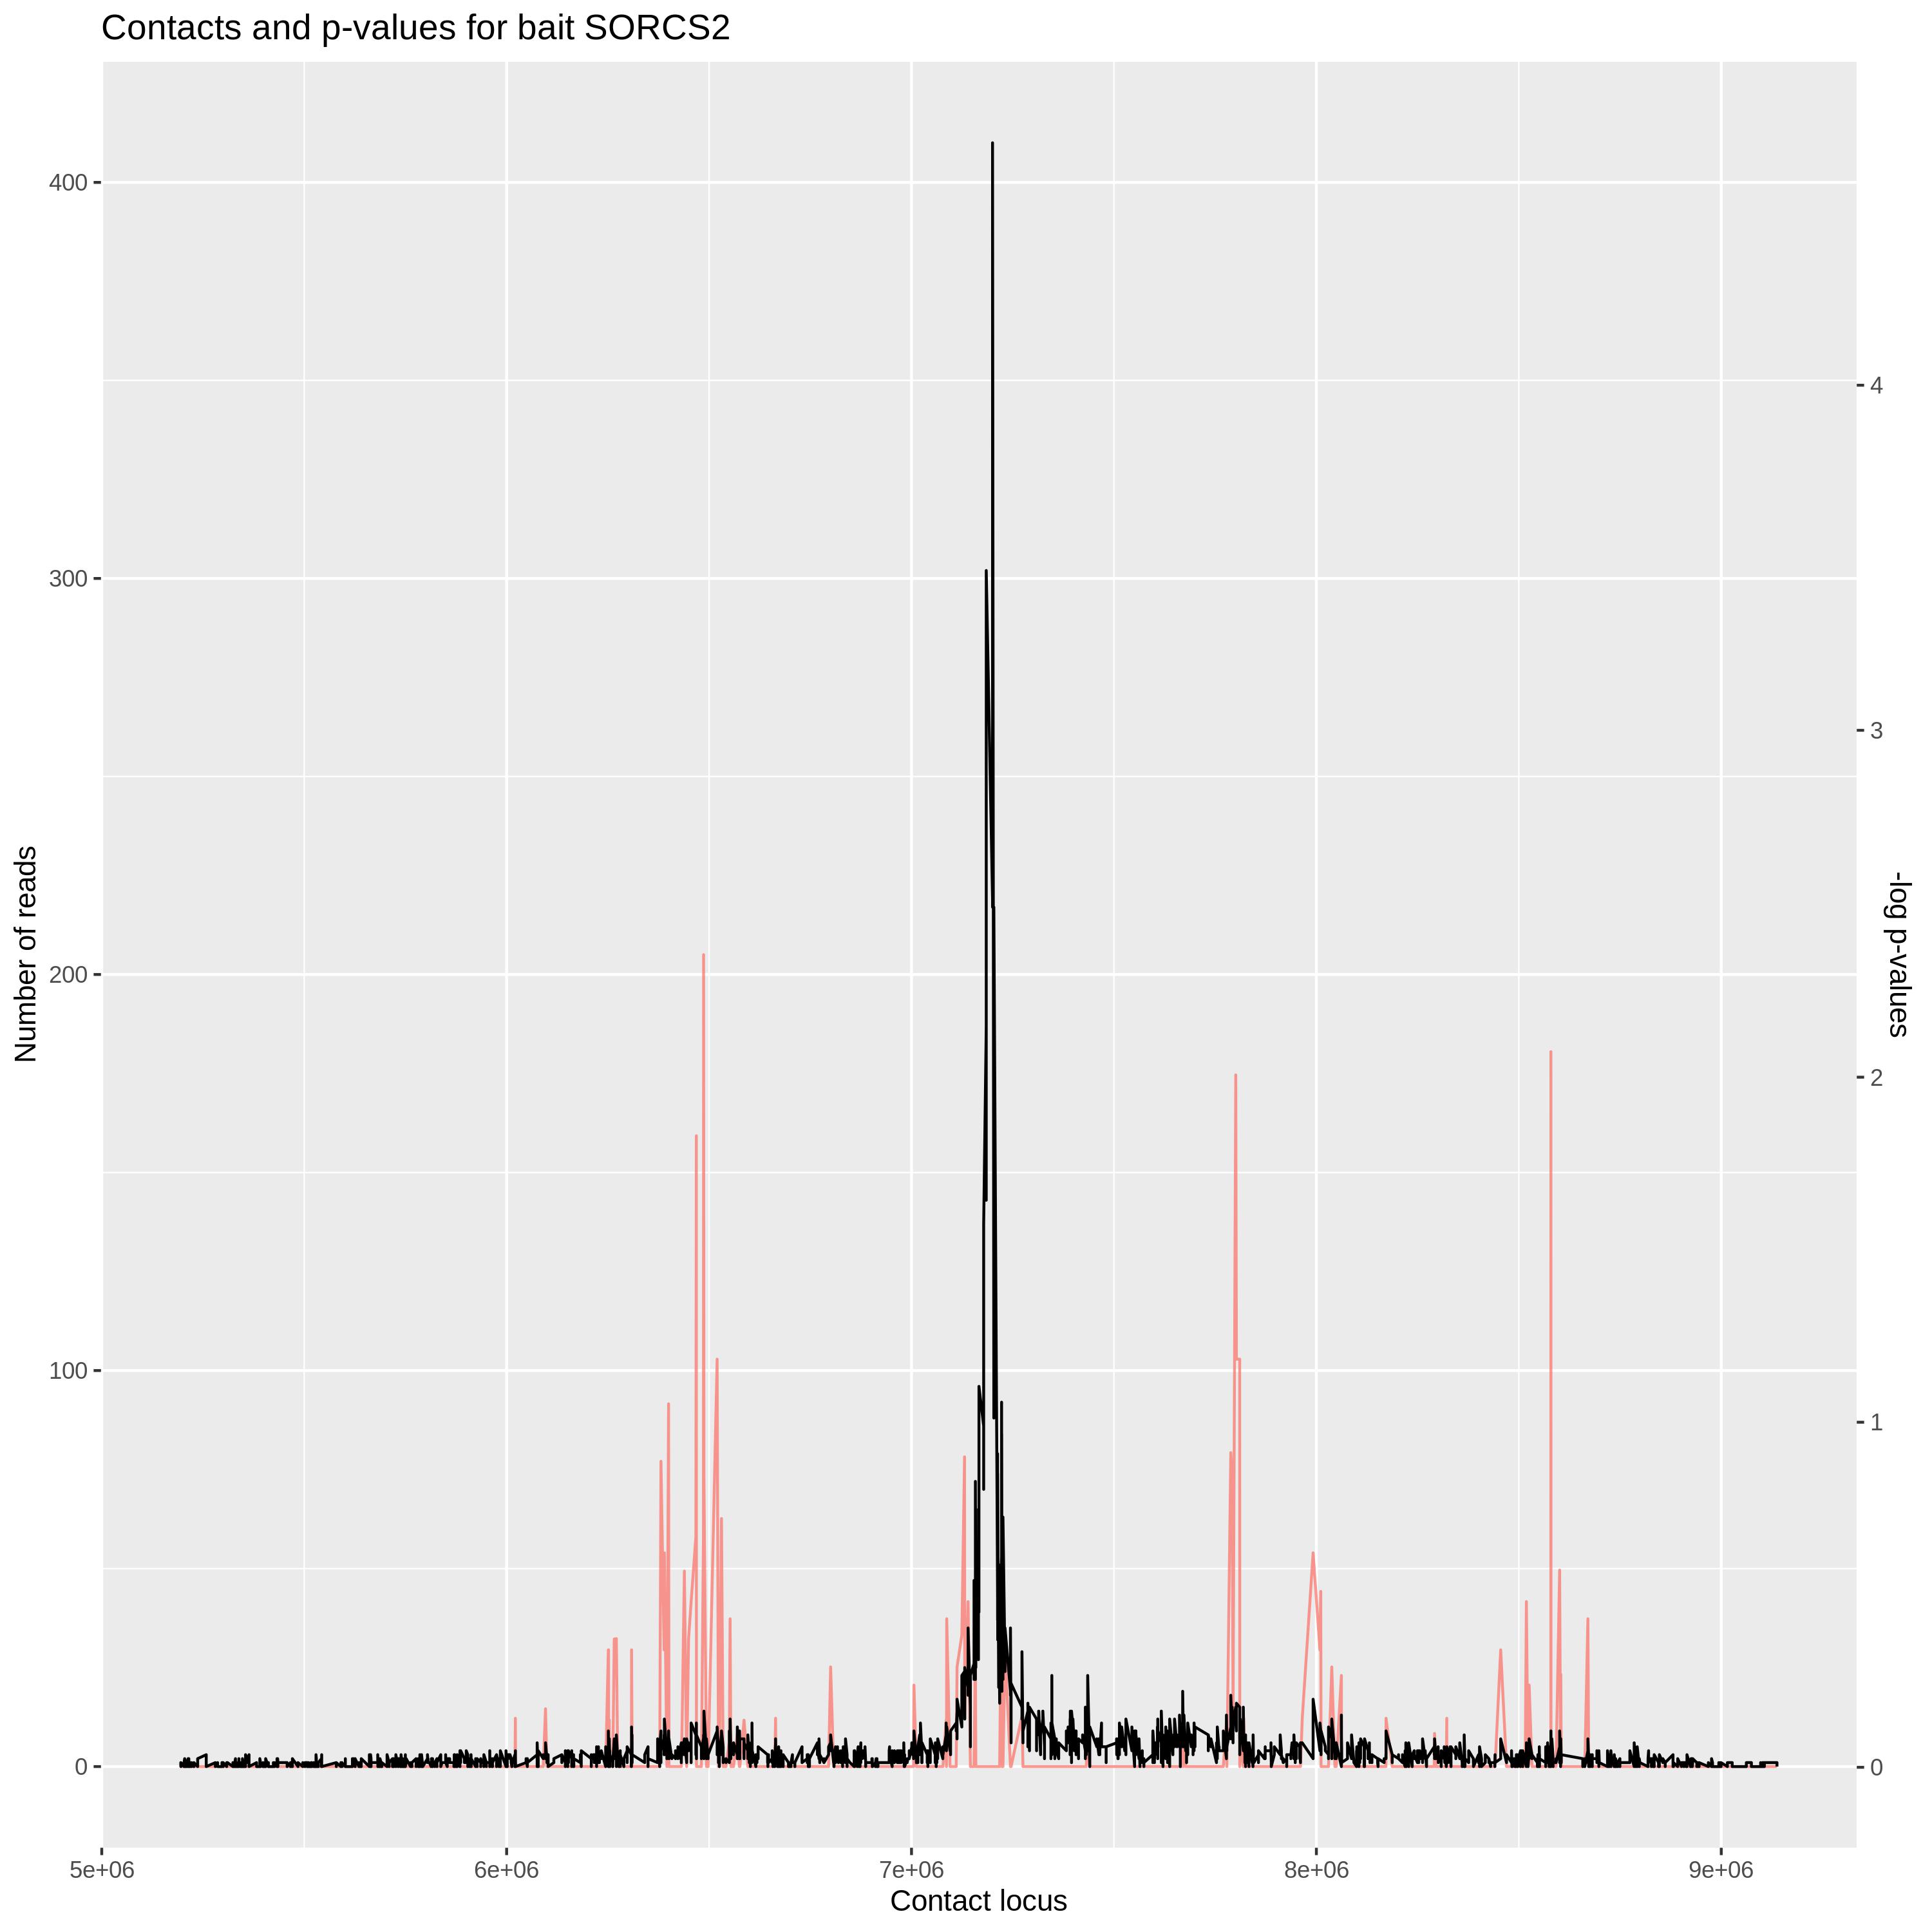 Contacts and p-values for bait SORCS2
Number of reads
400
300
200
100
0
4
3
2
1
0
-log p-values
5e+06
6e+06
7e+06
8e+06
9e+06
Contact locus